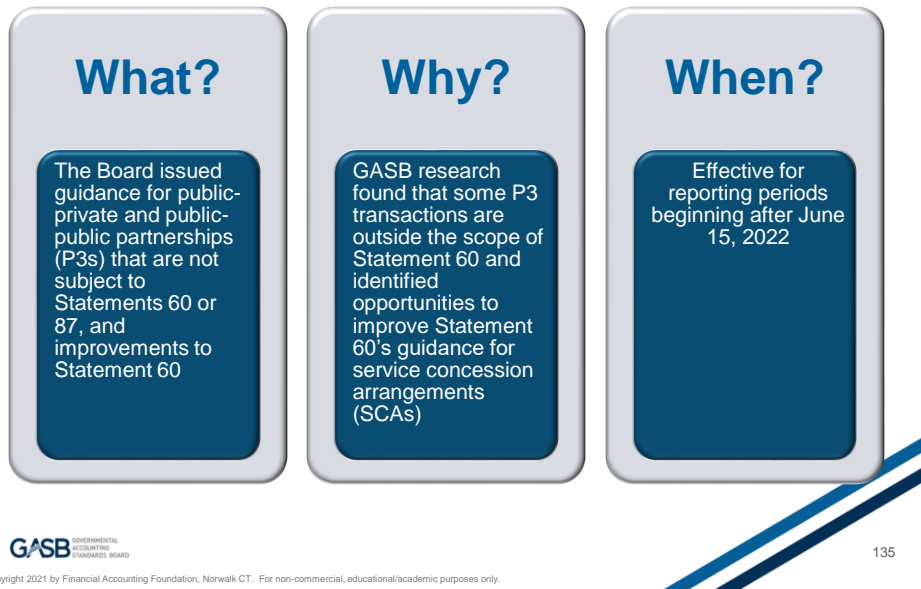 What?
The Board issued
guidance for public-
private and public-
public partnerships
(P3s) that are not
subject to
Statements 60 or
87, and
improvements to
Statement 60
Why?
GASB research
found that some P3
transactions are
outside the scope of
Statement 60 and
identified
opportunities to
improve Statement
60’s guidance for
service concession
arrangements
(SCAs)
When?
Effective for
reporting periods
beginning after June
15, 2022
GASB
GOVERNMENTAL
ACCOUNTING
STANDARDS BOARD
135
pyright 2021 by Financial Accounting Foundation, Norwalk CT. For non-commercial, educational/academic purposes only.